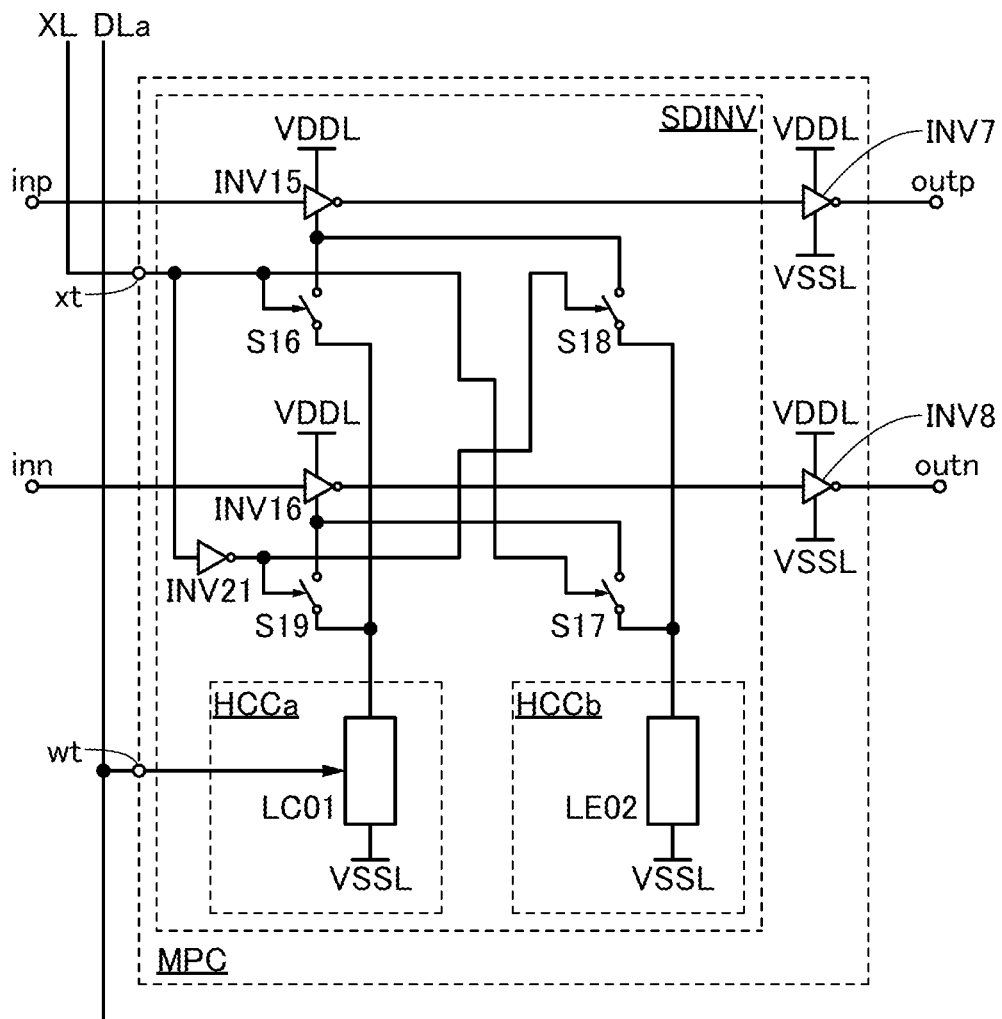 XL DLa
SDINV
VDDL VDDL
INV7
INV15
inp outp
VSSL
xt
S16 S18
VDDL VDDL
INV8
inn outn
INV16
VSSL
INV21
S19 S17
HCCa HCCb
wt
LC01 LE02
VSSL VSSL
MPC